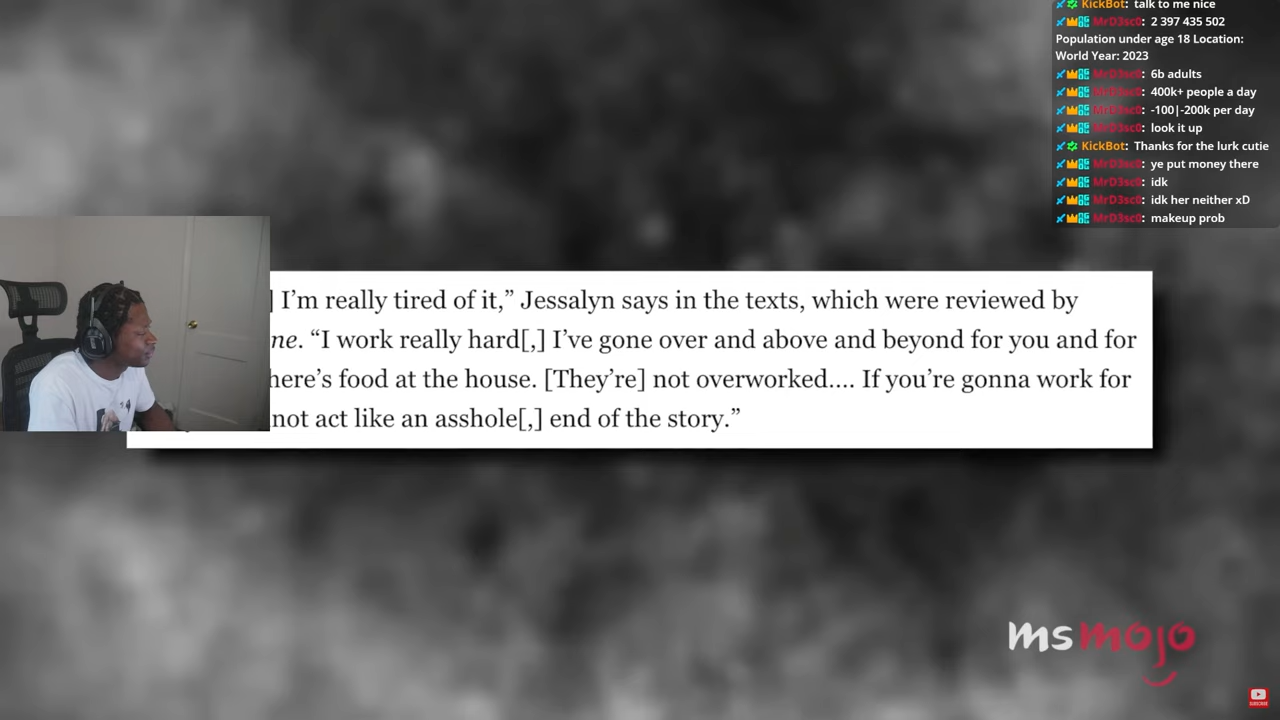 KickBot: talk to me nice
MrD3sc0: 2 397 435 502
Population under age 18 Location:
World Year: 2023
MrD3sc0: 6b adults
MrD3sc0: 400k+ people a day
MrD3sc0: -100|-200k per day
MrD3sc0: look it up
KickBot: Thanks for the lurk cutie
MrD3sc0: ye put money there
MrD3sc0: idk
MrD3sc0: idk her neither xD
MrD3sc0: makeup prob
] I’m really tired of it,” Jessalyn says in the texts, which were reviewed by
ne. “I work really hard[,] I’ve gone over and above and beyond for you and for
here’s food at the house. [They’re] not overworked.... If you’re gonna work for
not act like an asshole[,] end of the story.”
msmojo
SUBSCRIBE